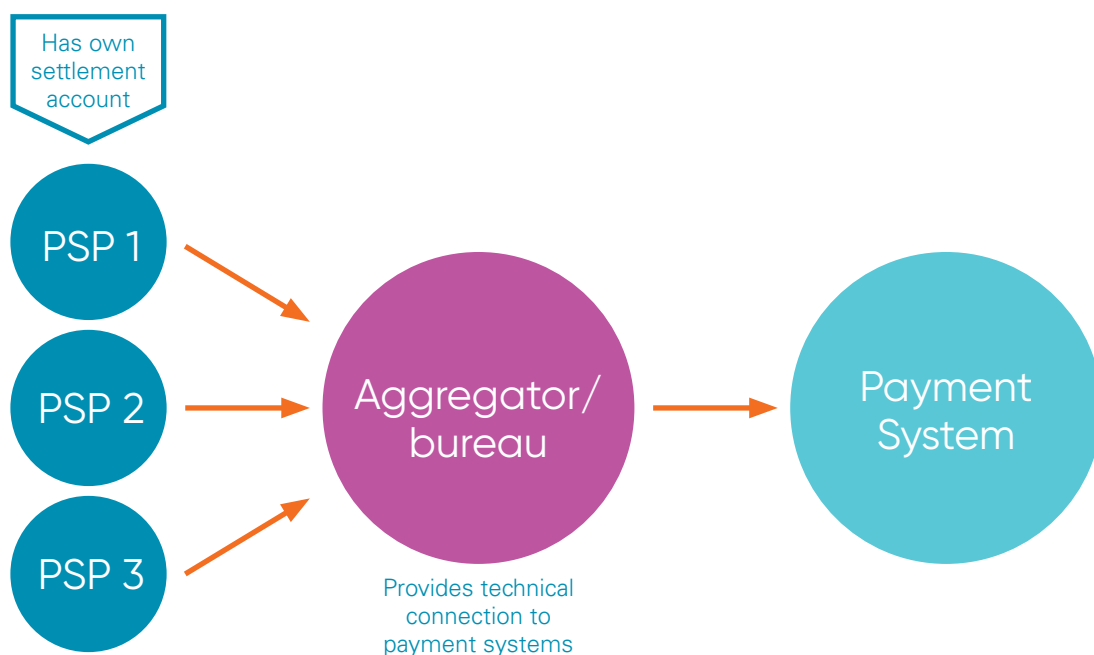 Has own
settlement
account
PSP 1
PSP 2
PSP 3
Aggregator/
bureau
Provides technical
connection to
payment systems
Payment
System